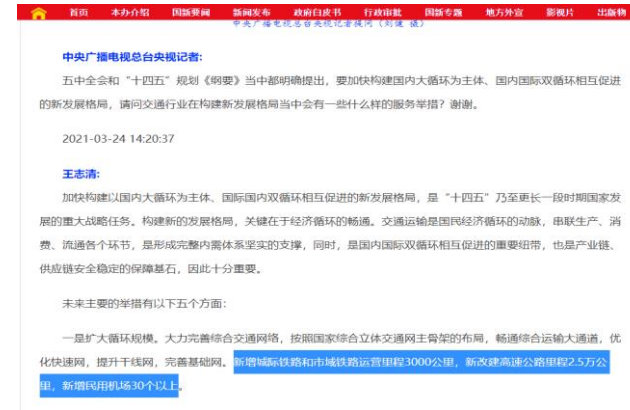 首页 本办介绍 国新要闻 新闻发布 政府白皮书 行政审批 国新专题 地方外宣 影视片 出版物
中央广播电视总台央视记者提问（刘健 摄）
中央广播电视总台央视记者:
五中全会和“十四五”规划《纲要》当中都明确提出，要加快构建国内大循环为主体、国内国际双循环相互促进
的新发展格局，请问交通行业在构建新发展格局当中会有一些什么样的服务举措？谢谢。
2021-03-24 14:20:37
王志清:
加快构建以国内大循环为主体、国际国内双循环相互促进的新发展格局，是“十四五”乃至更长一段时期国家发
展的重大战略任务。构建新的发展格局，关键在于经济循环的畅通。交通运输是国民经济循环的动脉，串联生产、消
费、流通各个环节，是形成完整内需体系坚实的支撑，同时，是国内国际双循环相互促进的重要纽带，也是产业链、
供应链安全稳定的保障基石，因此十分重要。
未来主要的举措有以下五个方面：
一是扩大循环规模。大力完善综合交通网络，按照国家综合立体交通网主骨架的布局，畅通综合运输大通道，优
化快速网，提升干线网，完善基础网。新增城际铁路和市域铁路运营里程3000公里，新改建高速公路里程2.5万公
里，新增民用机场30个以上。